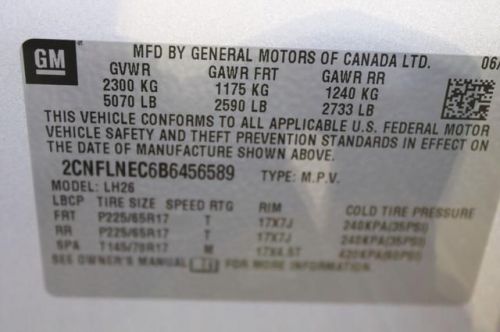 GM
MFD BY GENERAL MOTORS OF CANADA LTD. 06/
GVWR GAWR FRT GAWR RR
2300 KG 1175 KG 1240 KG
5070 LB 2590 LB 2733 LB
THIS VEHICLE CONFORMS TO ALL APPLICABLE U.S. FEDERAL MOTOR
VEHICLE SAFETY AND THEFT PREVENTION STANDARDS IN EFFECT ON
THE DATE OF MANUFACTURE SHOWN ABOVE.
2CNFLNEC6B6456589 TYPE: M.P.V.
MODEL: LH26
LBCP TIRE SIZE SPEED RTG RIM COLD TIRE PRESSURE
FRT P225/65R17 T 17X7J 240KPA(35PSI)
RR P225/65R17 T 17X7J 240KPA(35PSI)
SPA T145/70R17 M 17X4.5T 420KPA(60PSI)
SEE OWNER'S MANUAL FOR MORE INFORMATION